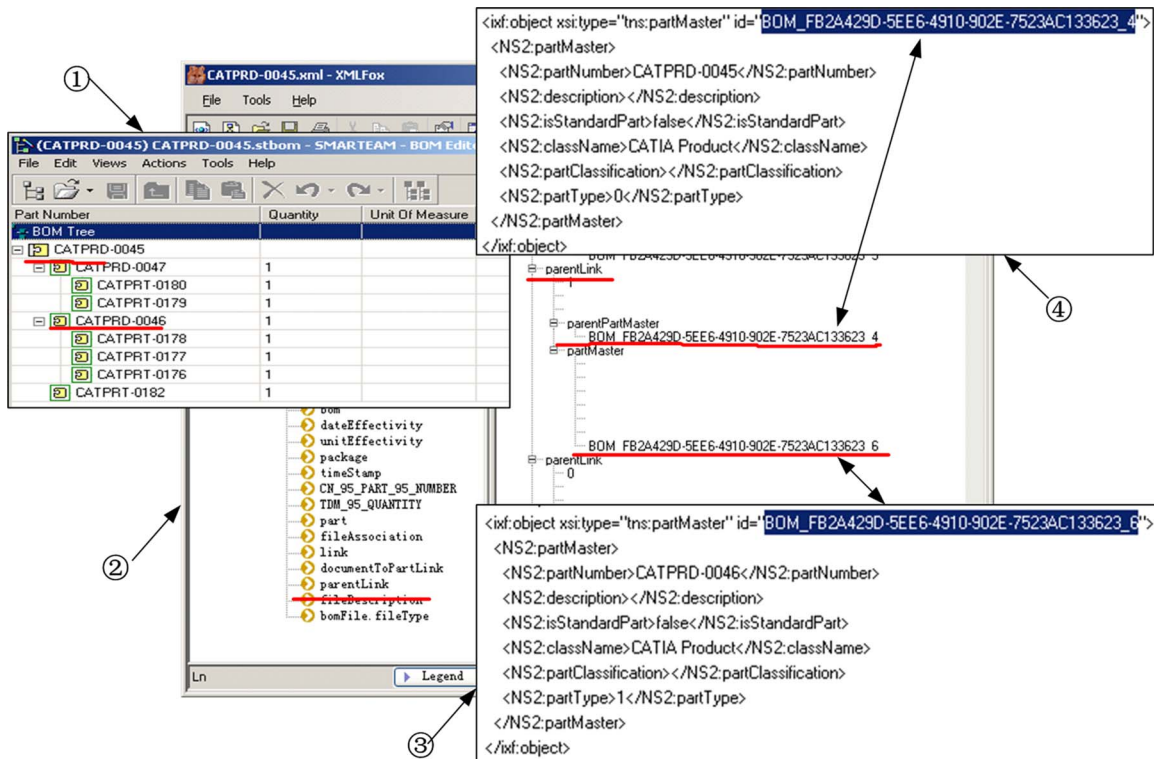 ①
②
③
④
CATPRD-0045.xml - XMLFox
File Tools Help
(CATPRD-0045) CATPRD-0045.stbom - SMARTEAM - BOM Edito
File Edit Views Actions Tools Help
Part Number Quantity Unit Of Measure
BOM Tree
CATPRD-0045
CATPRD-0047 1
CATPRT-0180 1
CATPRT-0179 1
CATPRD-0046 1
CATPRT-0178 1
CATPRT-0177 1
CATPRT-0176 1
CATPRT-0182 1
bom
dateEffectivity
unitEffectivity
package
timeStamp
CN_95_PART_95_NUMBER
TDM_95_QUANTITY
part
fileAssociation
link
documentToPartLink
parentLink
fileDescription
bomFile.fileType
Ln Legend
<ixf:object xsi:type="tns:partMaster" id="BOM_FB2A429D-5EE6-4910-902E-7523AC133623_4">
<NS2:partMaster>
<NS2:partNumber>CATPRD-0045</NS2:partNumber>
<NS2:description></NS2:description>
<NS2:isStandardPart>false</NS2:isStandardPart>
<NS2:className>CATIA Product</NS2:className>
<NS2:partClassification></NS2:partClassification>
<NS2:partType>0</NS2:partType>
</NS2:partMaster>
</ixf:object>
BOM_FB2A429D-5EE6-4910-902E-7523AC133623_5
parentLink
1
parentPartMaster
BOM_FB2A429D-5EE6-4910-902E-7523AC133623_4
partMaster
BOM_FB2A429D-5EE6-4910-902E-7523AC133623_6
parentLink
0
<ixf:object xsi:type="tns:partMaster" id="BOM_FB2A429D-5EE6-4910-902E-7523AC133623_6">
<NS2:partMaster>
<NS2:partNumber>CATPRD-0046</NS2:partNumber>
<NS2:description></NS2:description>
<NS2:isStandardPart>false</NS2:isStandardPart>
<NS2:className>CATIA Product</NS2:className>
<NS2:partClassification></NS2:partClassification>
<NS2:partType>1</NS2:partType>
</NS2:partMaster>
</ixf:object>